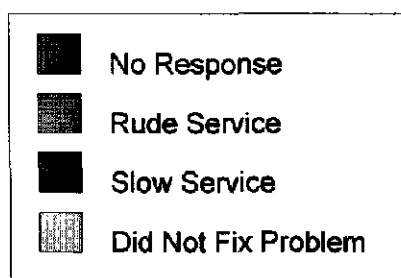 No Response
Rude Service
Slow Service
Did Not Fix Problem